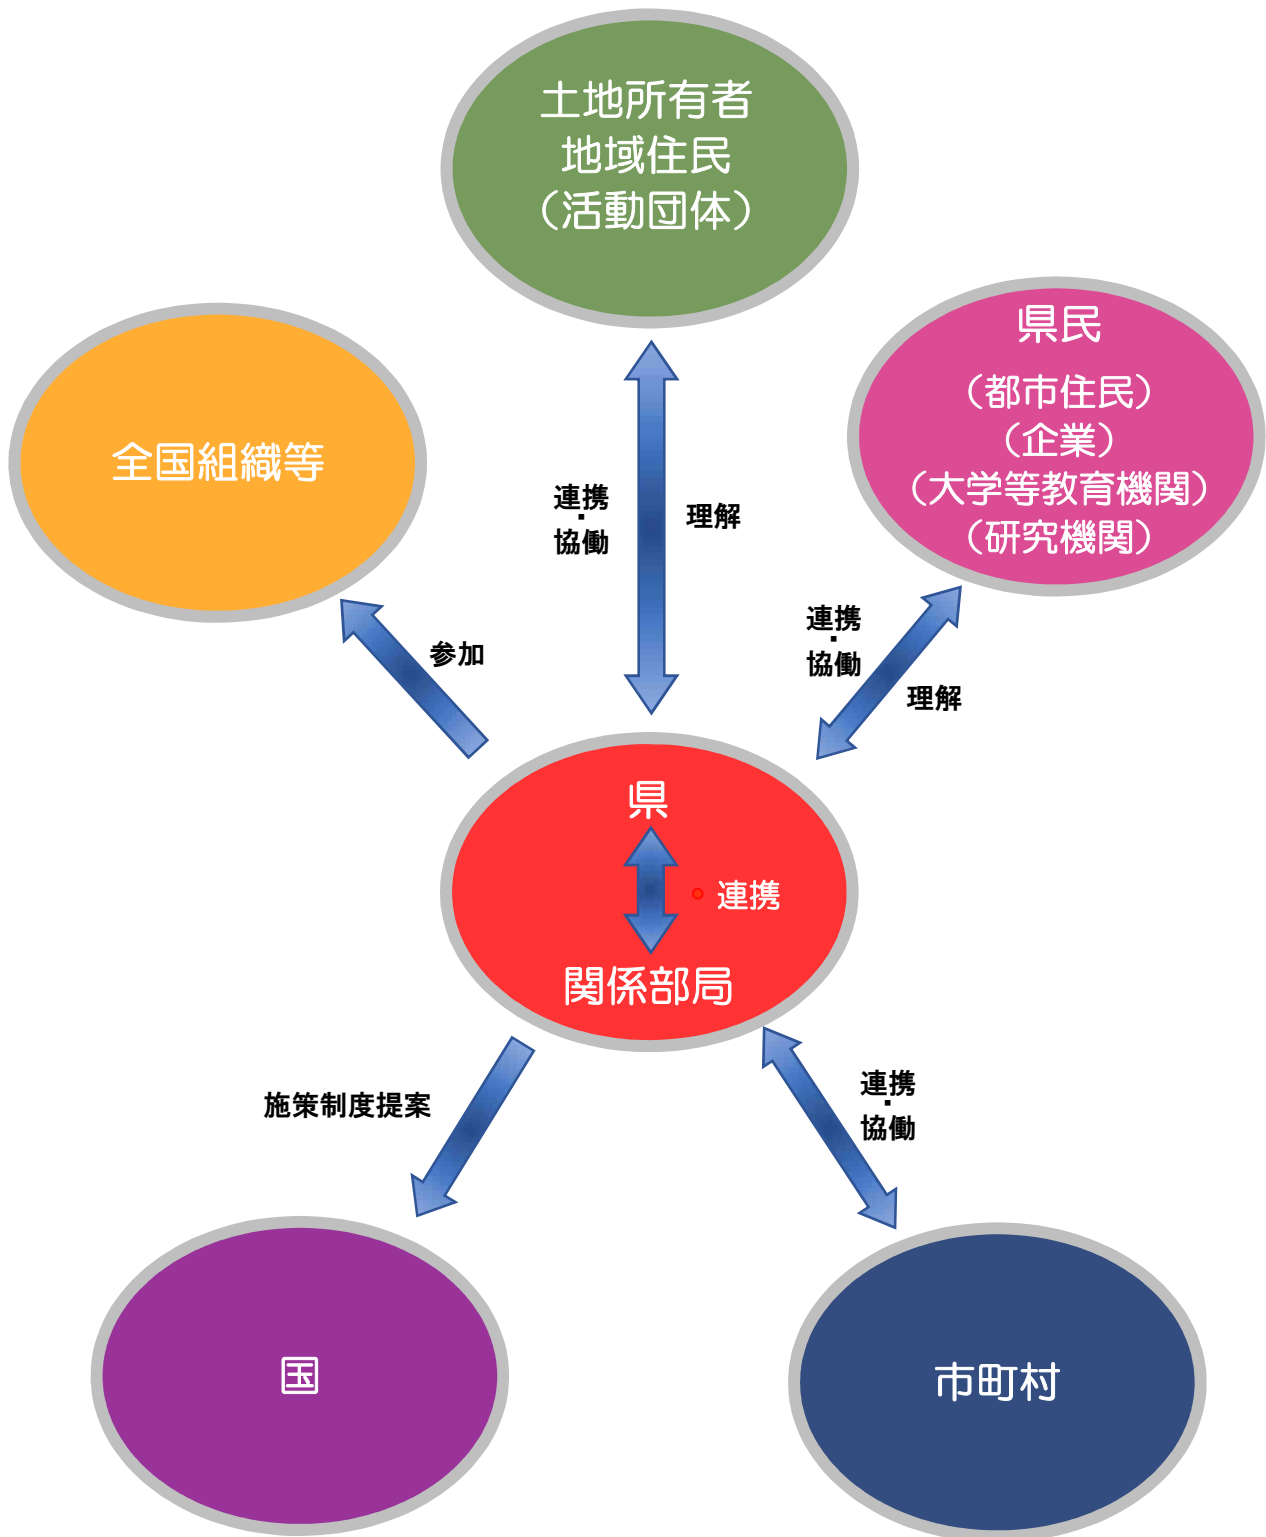 土地所有者
地域住民
（活動団体）
県民
（都市住民）
（企業）
（大学等教育機関）
（研究機関）
全国組織等
連携
・
協働
理解
連携
・
協働
理解
参加
県
連携
関係部局
施策制度提案
連携
・
協働
国
市町村